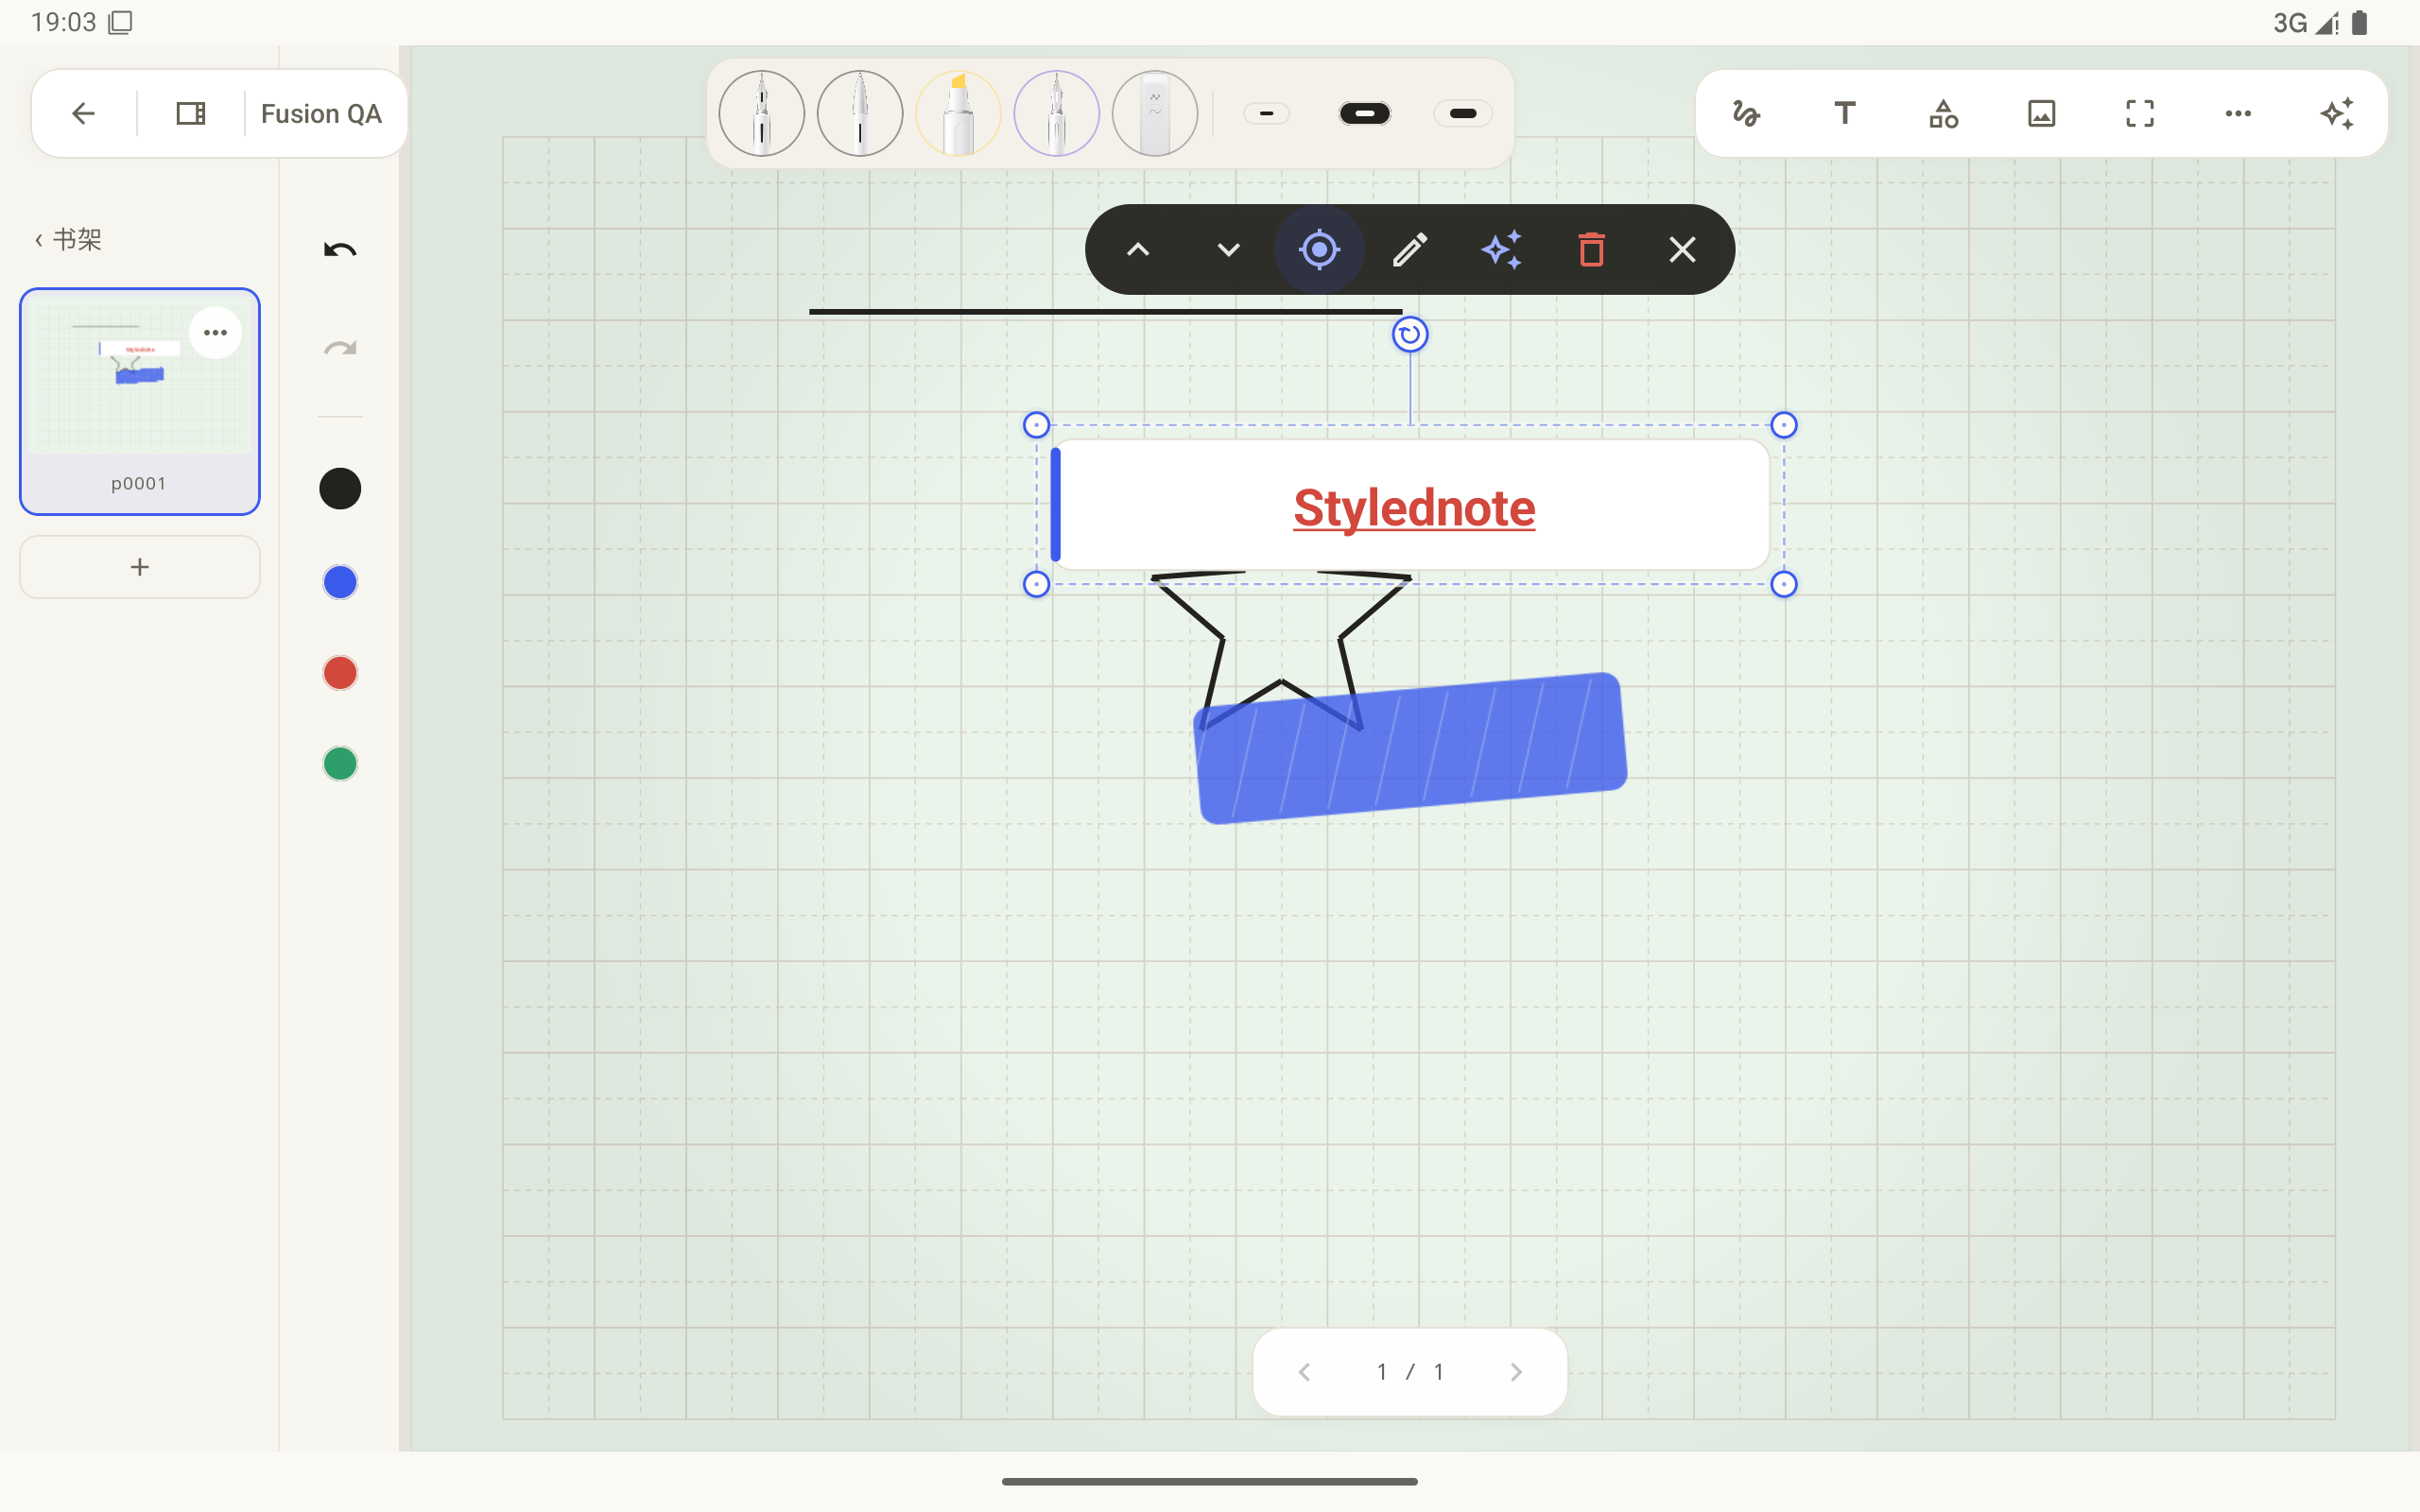 19:03
3G
Fusion QA
T
‹ 书架
Stylednote
p0001
+
1 / 1